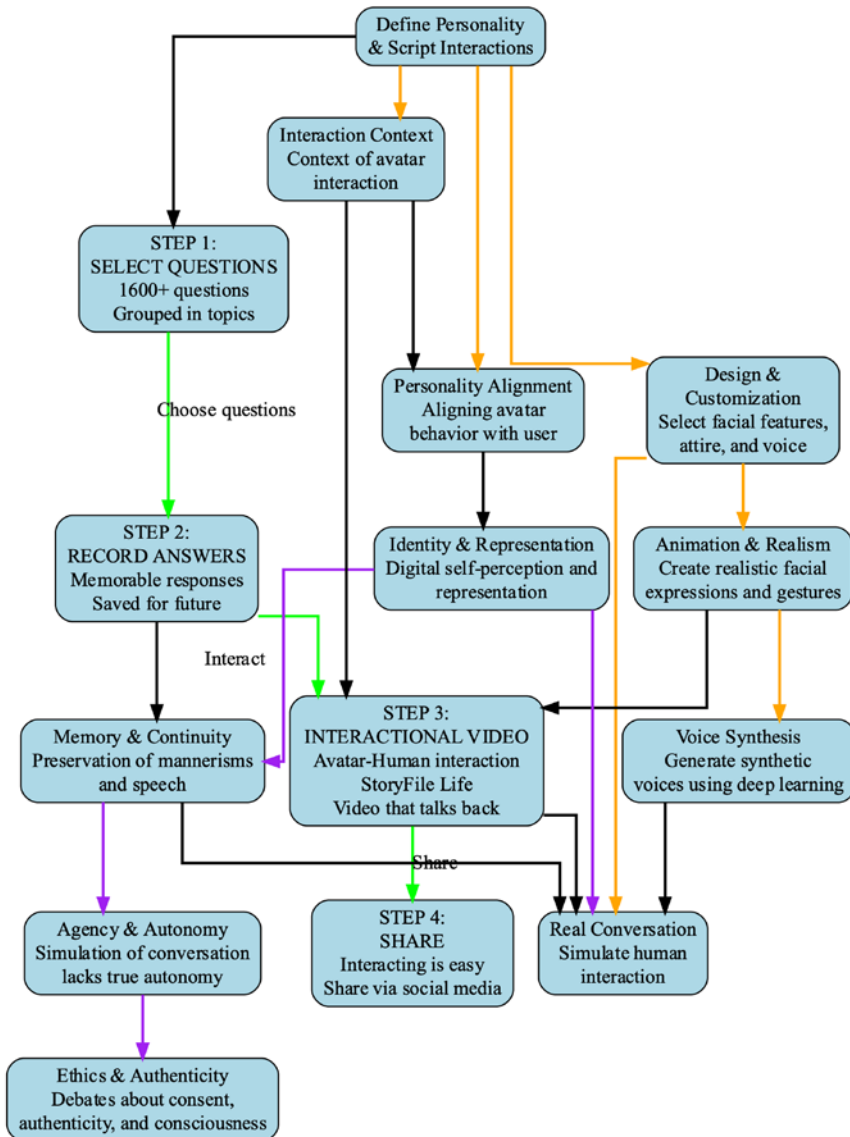 Define Personality
& Script Interactions
Interaction Context
Context of avatar
interaction
STEP 1:
SELECT QUESTIONS
1600+ questions
Grouped in topics
Choose questions
Personality Alignment
Aligning avatar
behavior with user
Design &
Customization
Select facial features,
attire, and voice
STEP 2:
RECORD ANSWERS
Memorable responses
Saved for future
Identity & Representation
Digital self-perception and
representation
Animation & Realism
Create realistic facial
expressions and gestures
Interact
Memory & Continuity
Preservation of mannerisms
and speech
STEP 3:
INTERACTIONAL VIDEO
Avatar-Human interaction
StoryFile Life
Video that talks back
Voice Synthesis
Generate synthetic
voices using deep learning
Share
Agency & Autonomy
Simulation of conversation
lacks true autonomy
STEP 4:
SHARE
Interacting is easy
Share via social media
Real Conversation
Simulate human
interaction
Ethics & Authenticity
Debates about consent,
authenticity, and consciousness